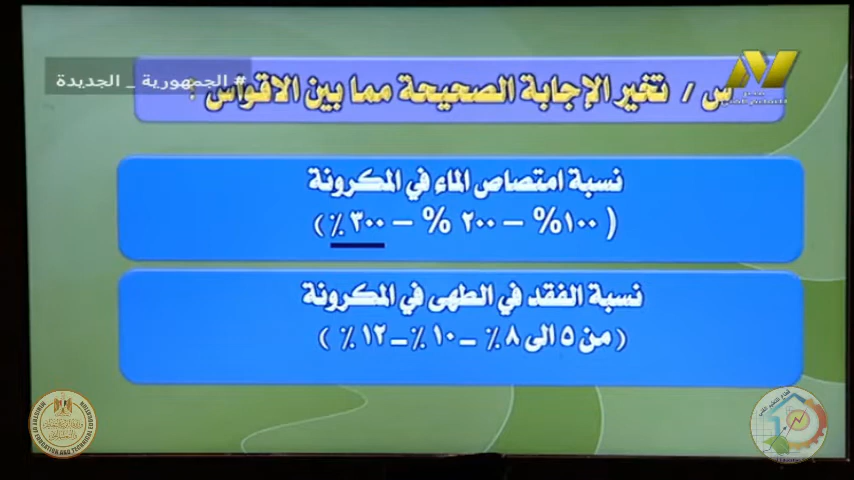 # الجمهورية _ الجديدة
س / تخير الإجابة الصحيحة مما بين الاقواس :
نسبة امتصاص الماء في المكرونة
( ١٠٠% – ٢٠٠ % – ٣٠٠ ٪ )
نسبة الفقد في الطهى في المكرونة
( من ٥ الى ٨ ٪ _ ١٠ ٪ _ ١٢ ٪ )